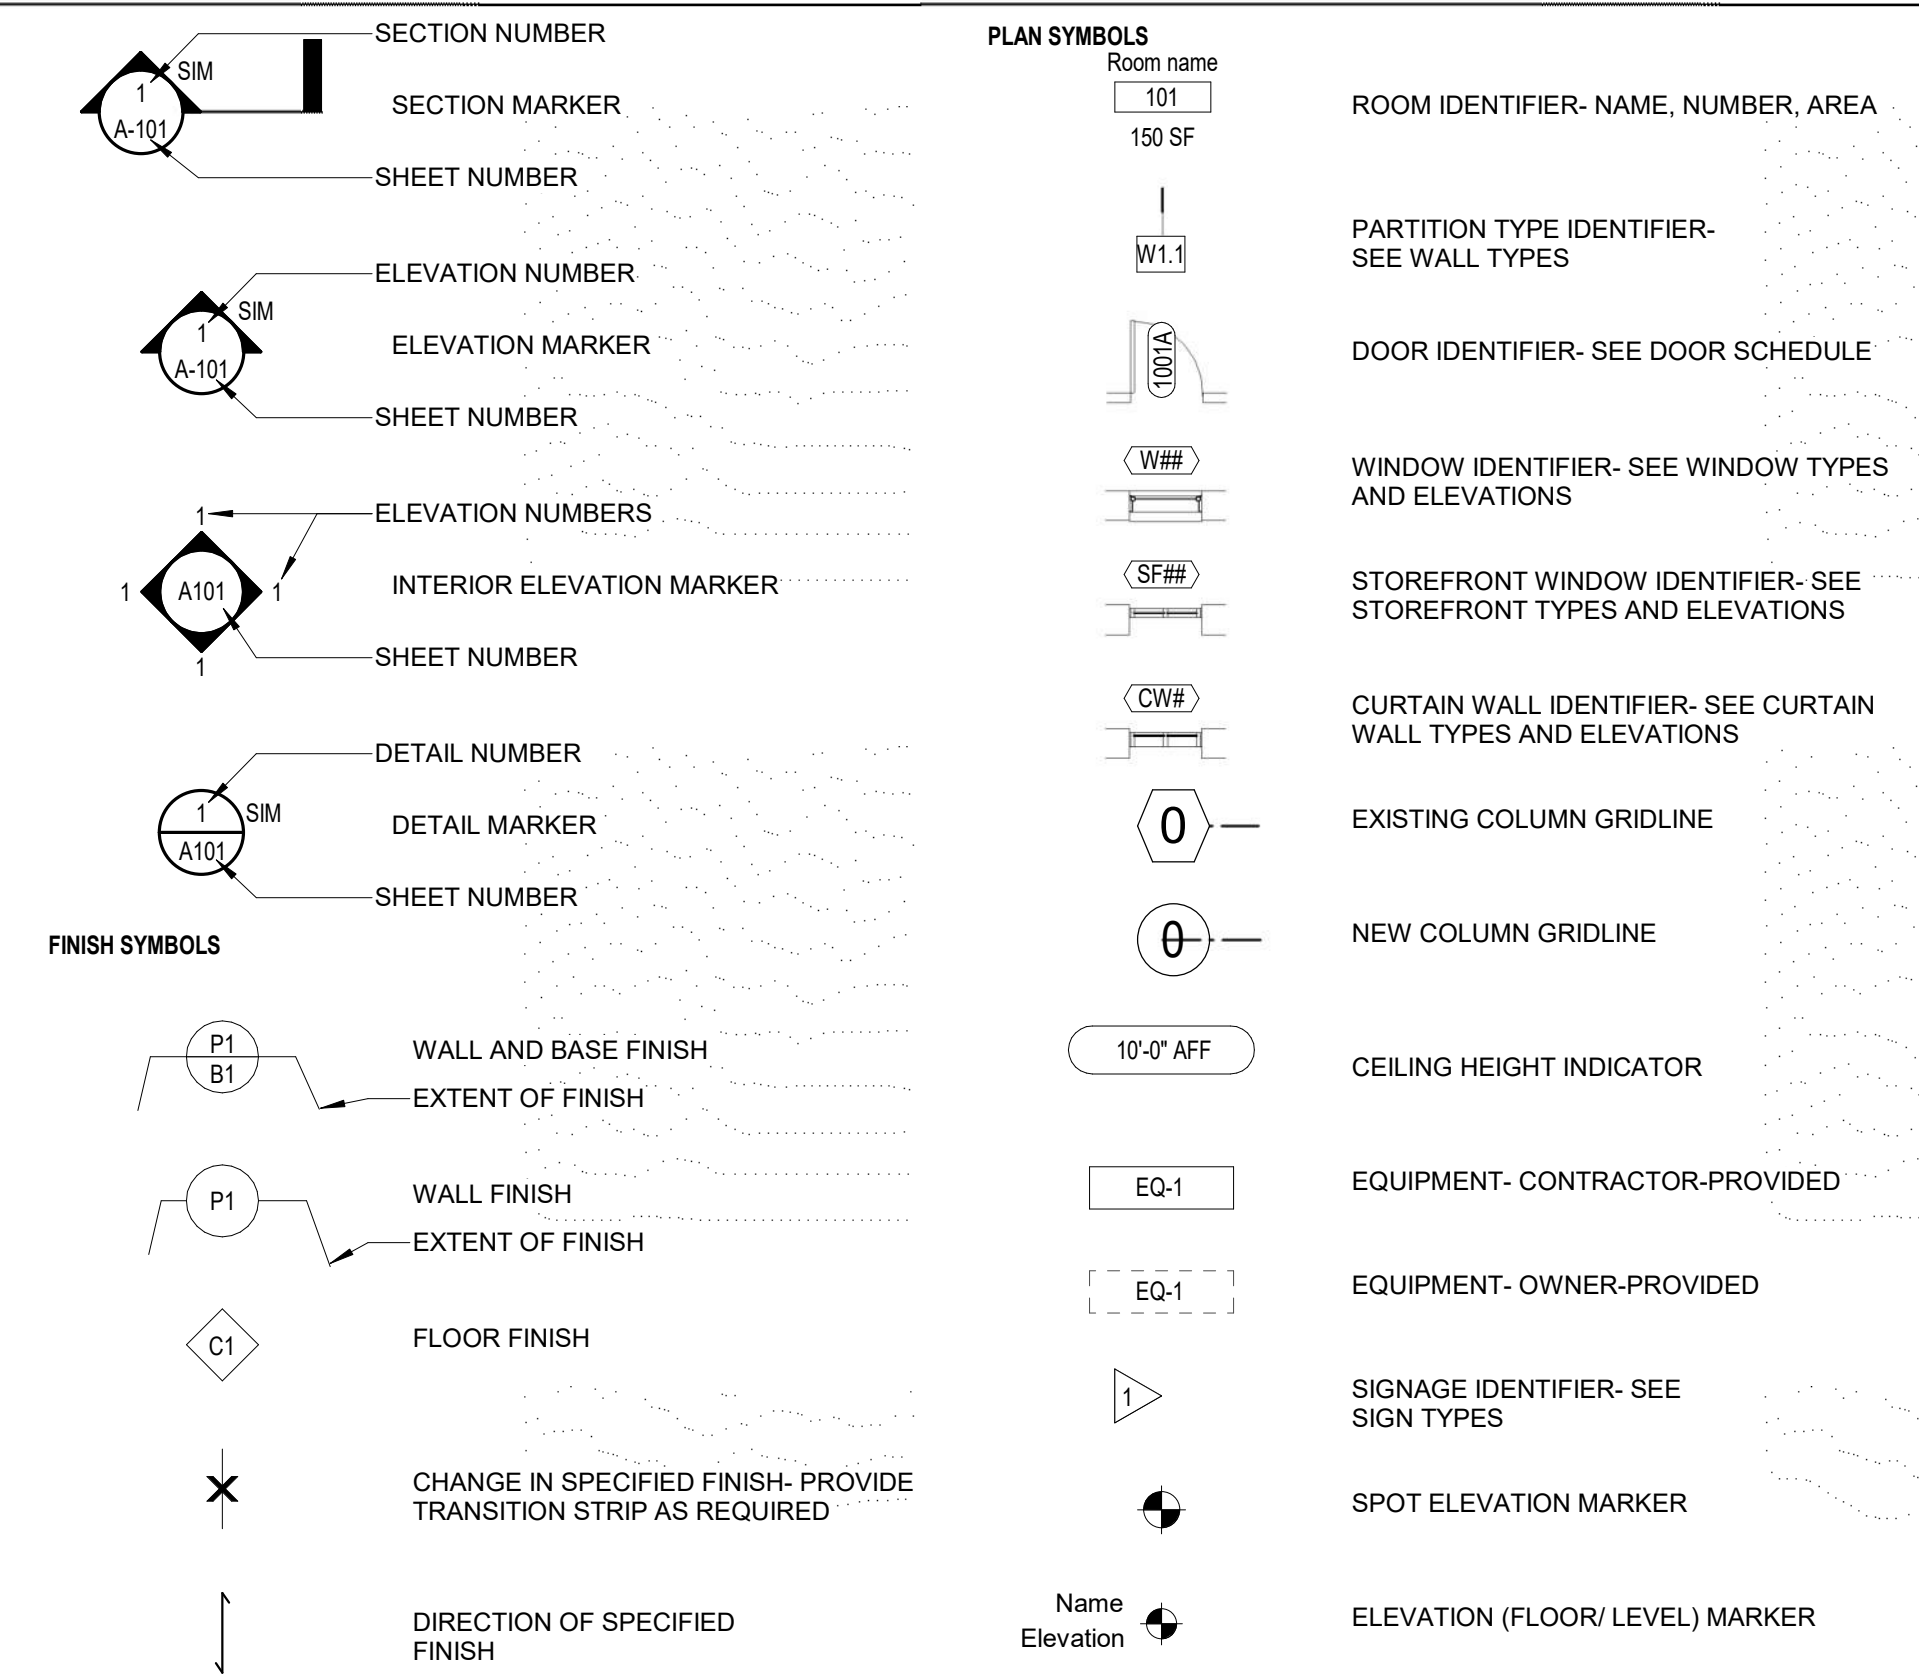 SECTION NUMBER
SIM
1
SECTION MARKER
A-101
SHEET NUMBER
ELEVATION NUMBER
SIM
1
ELEVATION MARKER
A-101
SHEET NUMBER
1
ELEVATION NUMBERS
1
A101
1
INTERIOR ELEVATION MARKER
SHEET NUMBER
1
DETAIL NUMBER
1
SIM
DETAIL MARKER
A101
SHEET NUMBER
FINISH SYMBOLS
P1
B1
WALL AND BASE FINISH
EXTENT OF FINISH
P1
WALL FINISH
EXTENT OF FINISH
C1
FLOOR FINISH
CHANGE IN SPECIFIED FINISH- PROVIDE
TRANSITION STRIP AS REQUIRED
DIRECTION OF SPECIFIED
FINISH
PLAN SYMBOLS
Room name
101
150 SF
ROOM IDENTIFIER- NAME, NUMBER, AREA
W1.1
PARTITION TYPE IDENTIFIER-
SEE WALL TYPES
1001A
DOOR IDENTIFIER- SEE DOOR SCHEDULE
W##
WINDOW IDENTIFIER- SEE WINDOW TYPES
AND ELEVATIONS
SF##
STOREFRONT WINDOW IDENTIFIER- SEE
STOREFRONT TYPES AND ELEVATIONS
CW#
CURTAIN WALL IDENTIFIER- SEE CURTAIN
WALL TYPES AND ELEVATIONS
0
EXISTING COLUMN GRIDLINE
0
NEW COLUMN GRIDLINE
10'-0" AFF
CEILING HEIGHT INDICATOR
EQ-1
EQUIPMENT- CONTRACTOR-PROVIDED
EQ-1
EQUIPMENT- OWNER-PROVIDED
1
SIGNAGE IDENTIFIER- SEE
SIGN TYPES
SPOT ELEVATION MARKER
Name
Elevation
ELEVATION (FLOOR/ LEVEL) MARKER